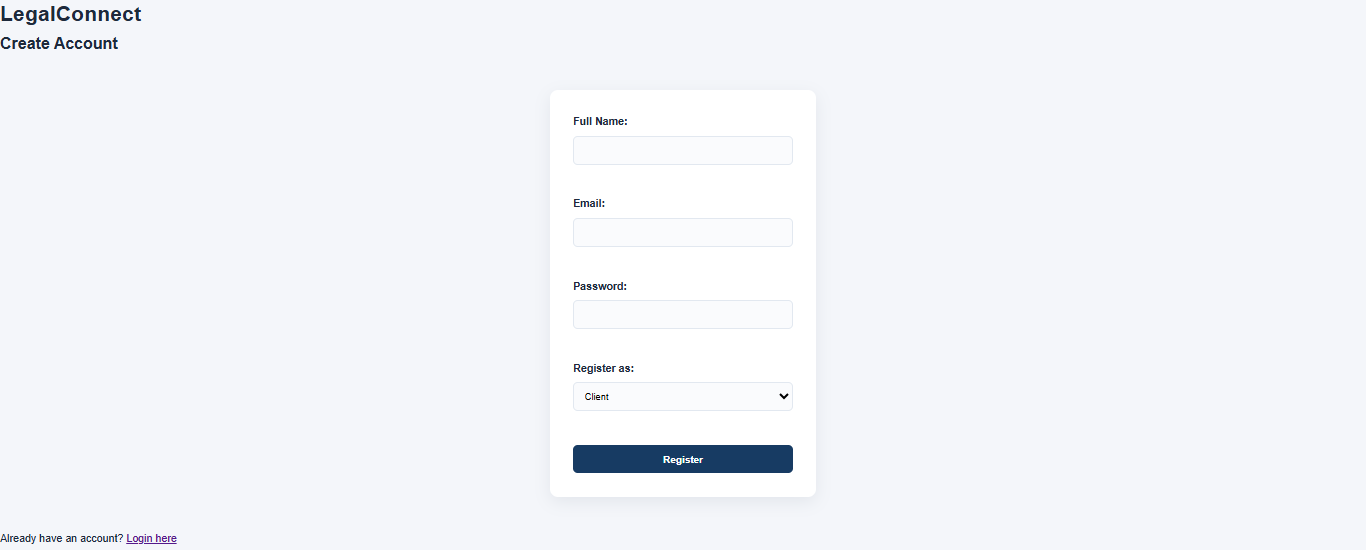 LegalConnect
Create Account
Full Name:
Email:
Password:
Register as:
Client
Register
Already have an account? Login here